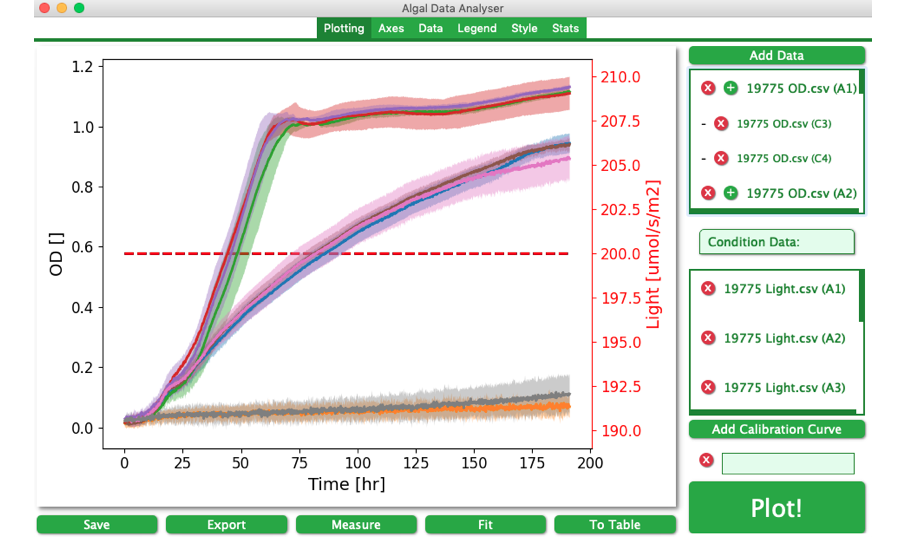 Algal Data Analyser
Plotting Axes Data Legend Style Stats
OD []
1.2
1.0
0.8
0.6
0.4
0.2
0.0
0 25 50 75 100 125 150 175 200
Time [hr]
210.0
207.5
205.0
202.5
200.0
197.5
195.0
192.5
190.0
Light [umol/s/m2]
Save Export Measure Fit To Table
Add Data
x + 19775 OD.csv (A1)
- x 19775 OD.csv (C3)
- x 19775 OD.csv (C4)
x + 19775 OD.csv (A2)
Condition Data:
x 19775 Light.csv (A1)
x 19775 Light.csv (A2)
x 19775 Light.csv (A3)
Add Calibration Curve
x
Plot!